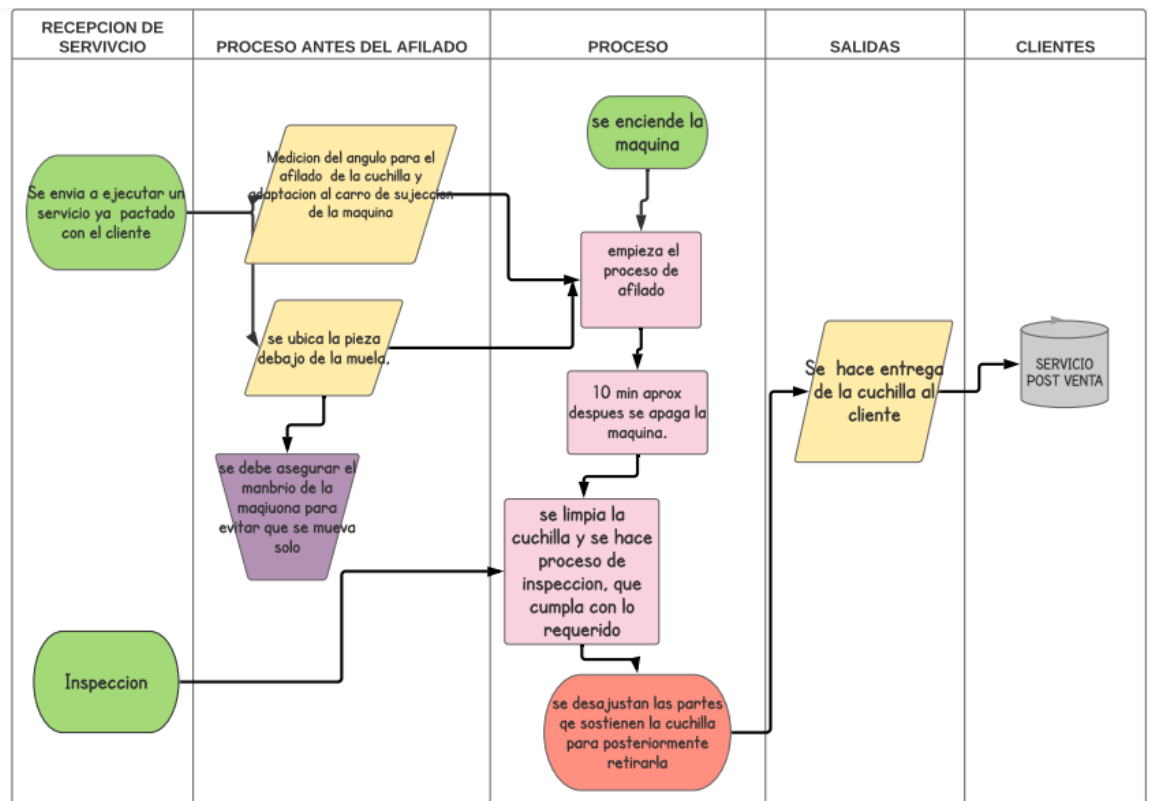 RECEPCION DE
SERVIVCIO
PROCESO ANTES DEL AFILADO
PROCESO
SALIDAS
CLIENTES
Se envia a ejecutar un
servicio ya pactado
con el cliente
Medicion del angulo para el
afilado de la cuchilla y
adaptacion al carro de sujeccion
de la maquina
se ubica la pieza
debajo de la muela.
se debe asegurar el
manbrio de la
maqiuona para
evitar que se mueva
solo
Inspeccion
se enciende la
maquina
empieza el
proceso de
afilado
10 min aprox
despues se apaga la
maquina.
se limpia la
cuchilla y se hace
proceso de
inspeccion, que
cumpla con lo
requerido
se desajustan las partes
qe sostienen la cuchilla
para posteriormente
retirarla
Se hace entrega
de la cuchilla al
cliente
SERVICIO
POST VENTA